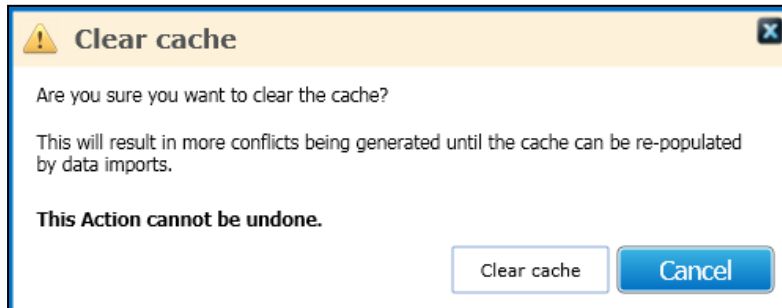 Clear cache
Are you sure you want to clear the cache?
This will result in more conflicts being generated until the cache can be re-populated
by data imports.
This Action cannot be undone.
Clear cache
Cancel